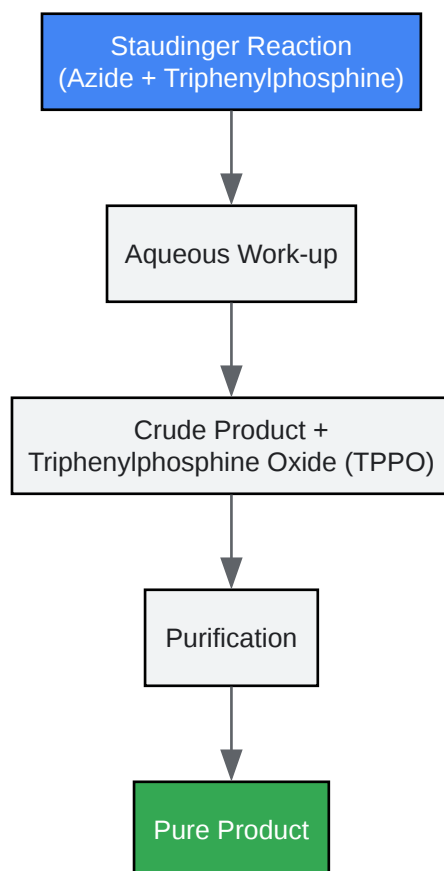 Staudinger Reaction
(Azide + Triphenylphosphine)
Aqueous Work-up
Crude Product +
Triphenylphosphine Oxide (TPPO)
Purification
Pure Product